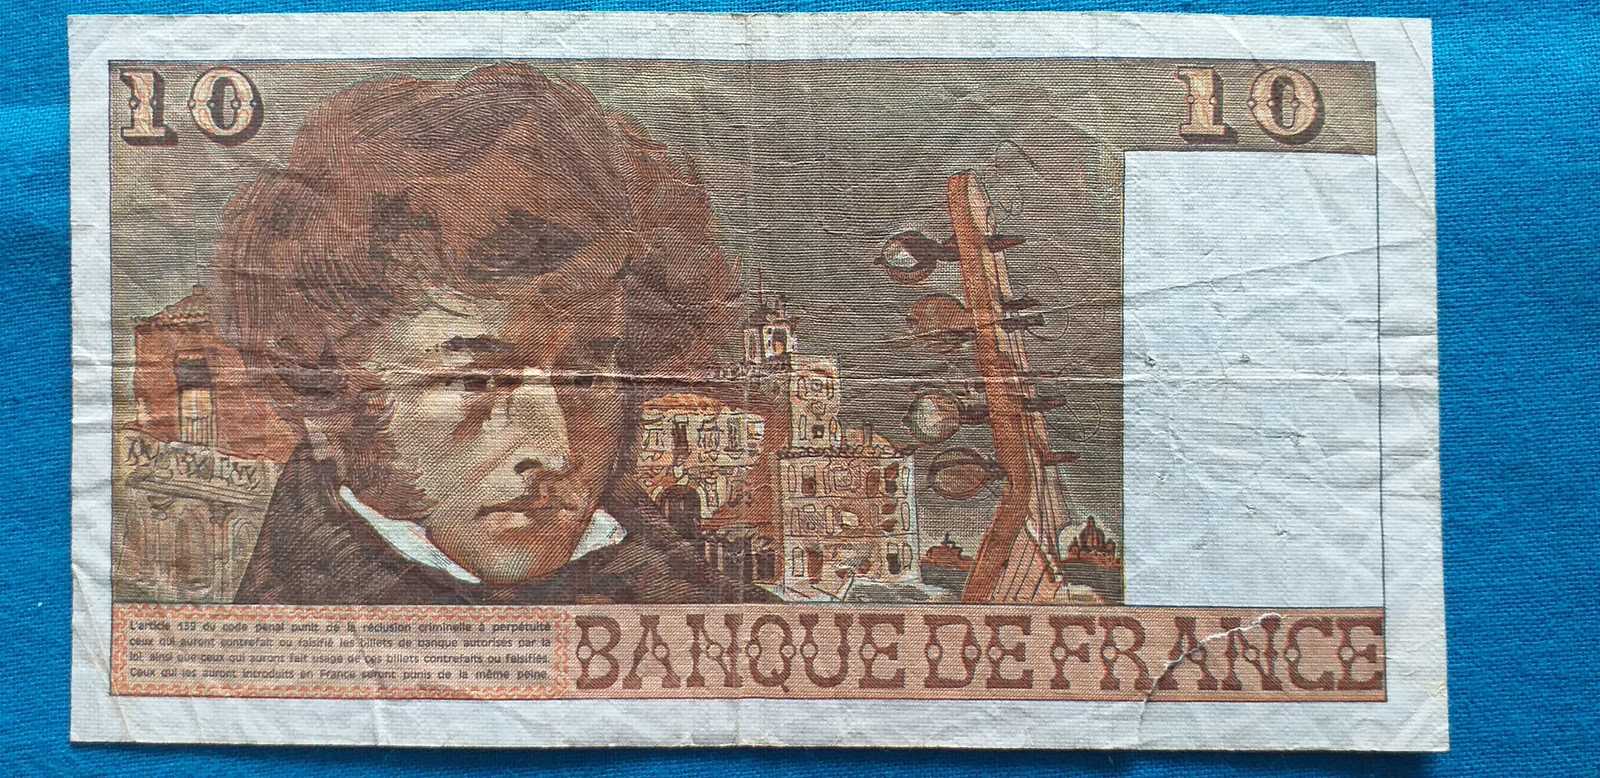 10
10
L'article 139 du code pénal punit de la réclusion criminelle à perpétuité
ceux qui auront contrefait ou falsifié les billets de banque autorisés par la
loi, ainsi que ceux qui auront fait usage de ces billets contrefaits ou falsifiés.
Ceux qui les auront introduits en France seront punis de la même peine.
BANQUE DE FRANCE